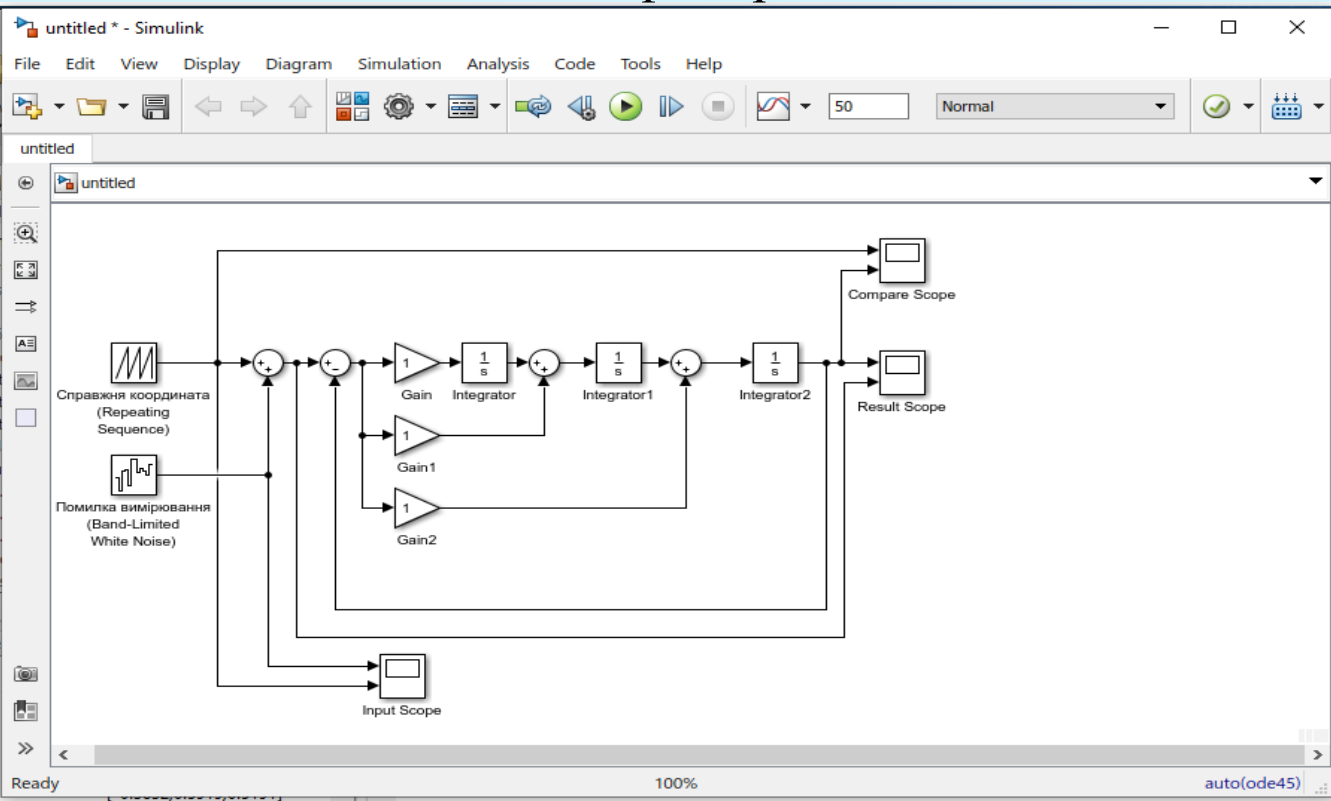 untitled * - Simulink
File Edit View Display Diagram Simulation Analysis Code Tools Help
50 Normal
untitled
untitled
Compare Scope
Справжня координата
(Repeating
Sequence)
+
+
+
−
1
Gain
1
s
Integrator
+
+
1
s
Integrator1
+
+
1
s
Integrator2
Result Scope
1
Gain1
Помилка вимірювання
(Band-Limited
White Noise)
1
Gain2
Input Scope
Ready 100% auto(ode45)